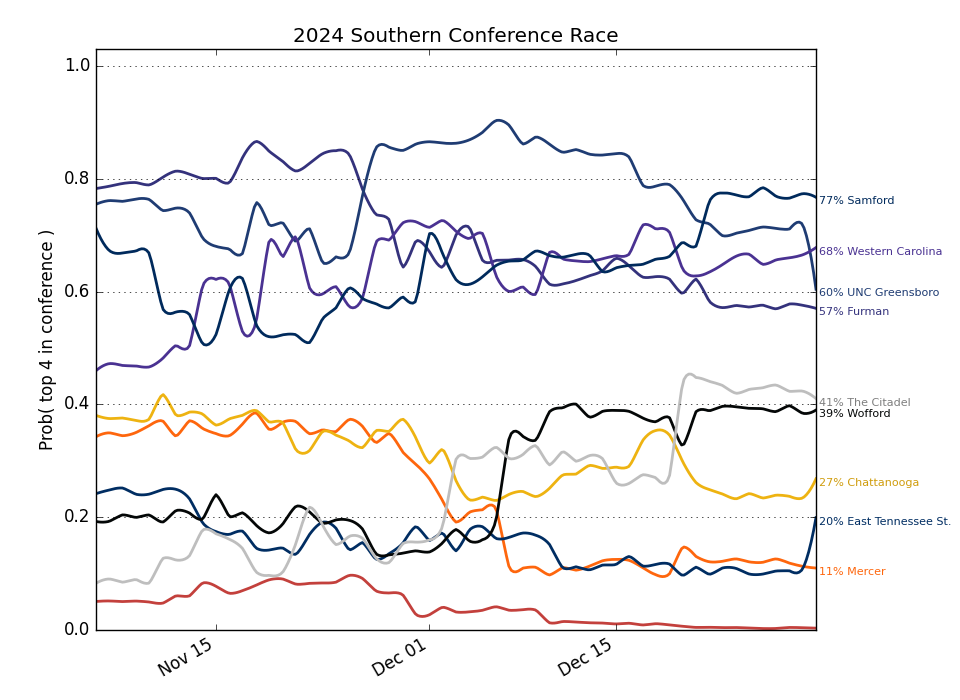 2024 Southern Conference Race
Prob( top 4 in conference )
1.0
0.8
0.6
0.4
0.2
0.0
Nov 15
Dec 01
Dec 15
77% Samford
68% Western Carolina
60% UNC Greensboro
57% Furman
41% The Citadel
39% Wofford
27% Chattanooga
20% East Tennessee St.
11% Mercer